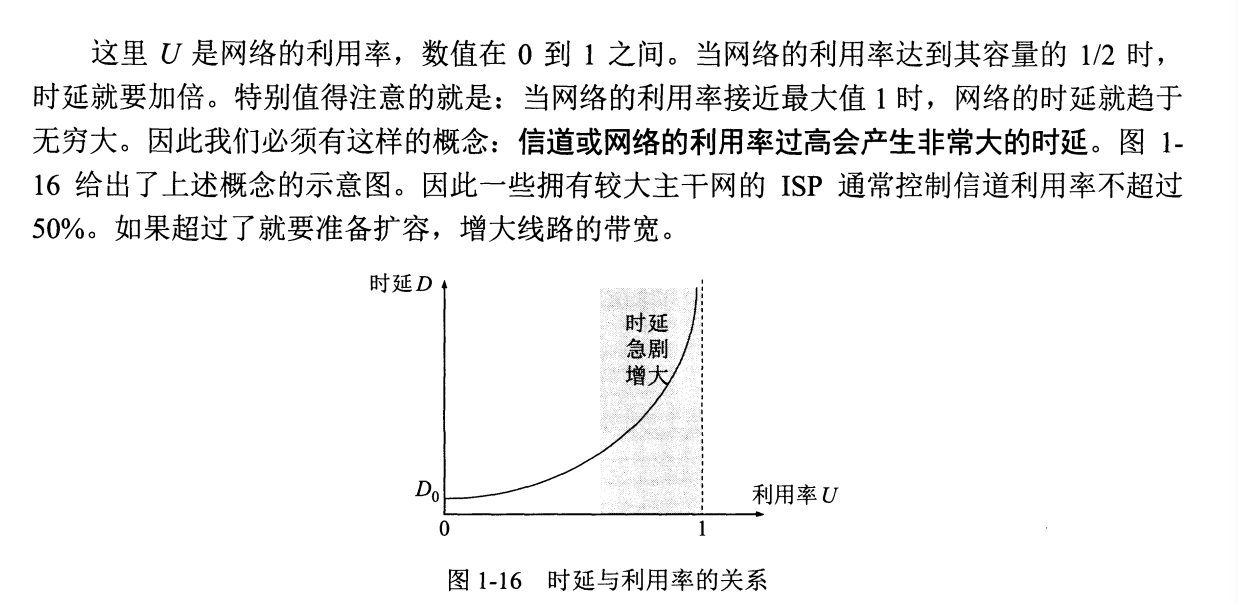 这里 U 是网络的利用率，数值在 0 到 1 之间。当网络的利用率达到其容量的 1/2 时，
时延就要加倍。特别值得注意的就是：当网络的利用率接近最大值 1 时，网络的时延就趋于
无穷大。因此我们必须有这样的概念：信道或网络的利用率过高会产生非常大的时延。图 1-
16 给出了上述概念的示意图。因此一些拥有较大主干网的 ISP 通常控制信道利用率不超过
50%。如果超过了就要准备扩容，增大线路的带宽。
时延 D
时延
急剧
增大
D₀
利用率 U
0
1
图 1-16 时延与利用率的关系